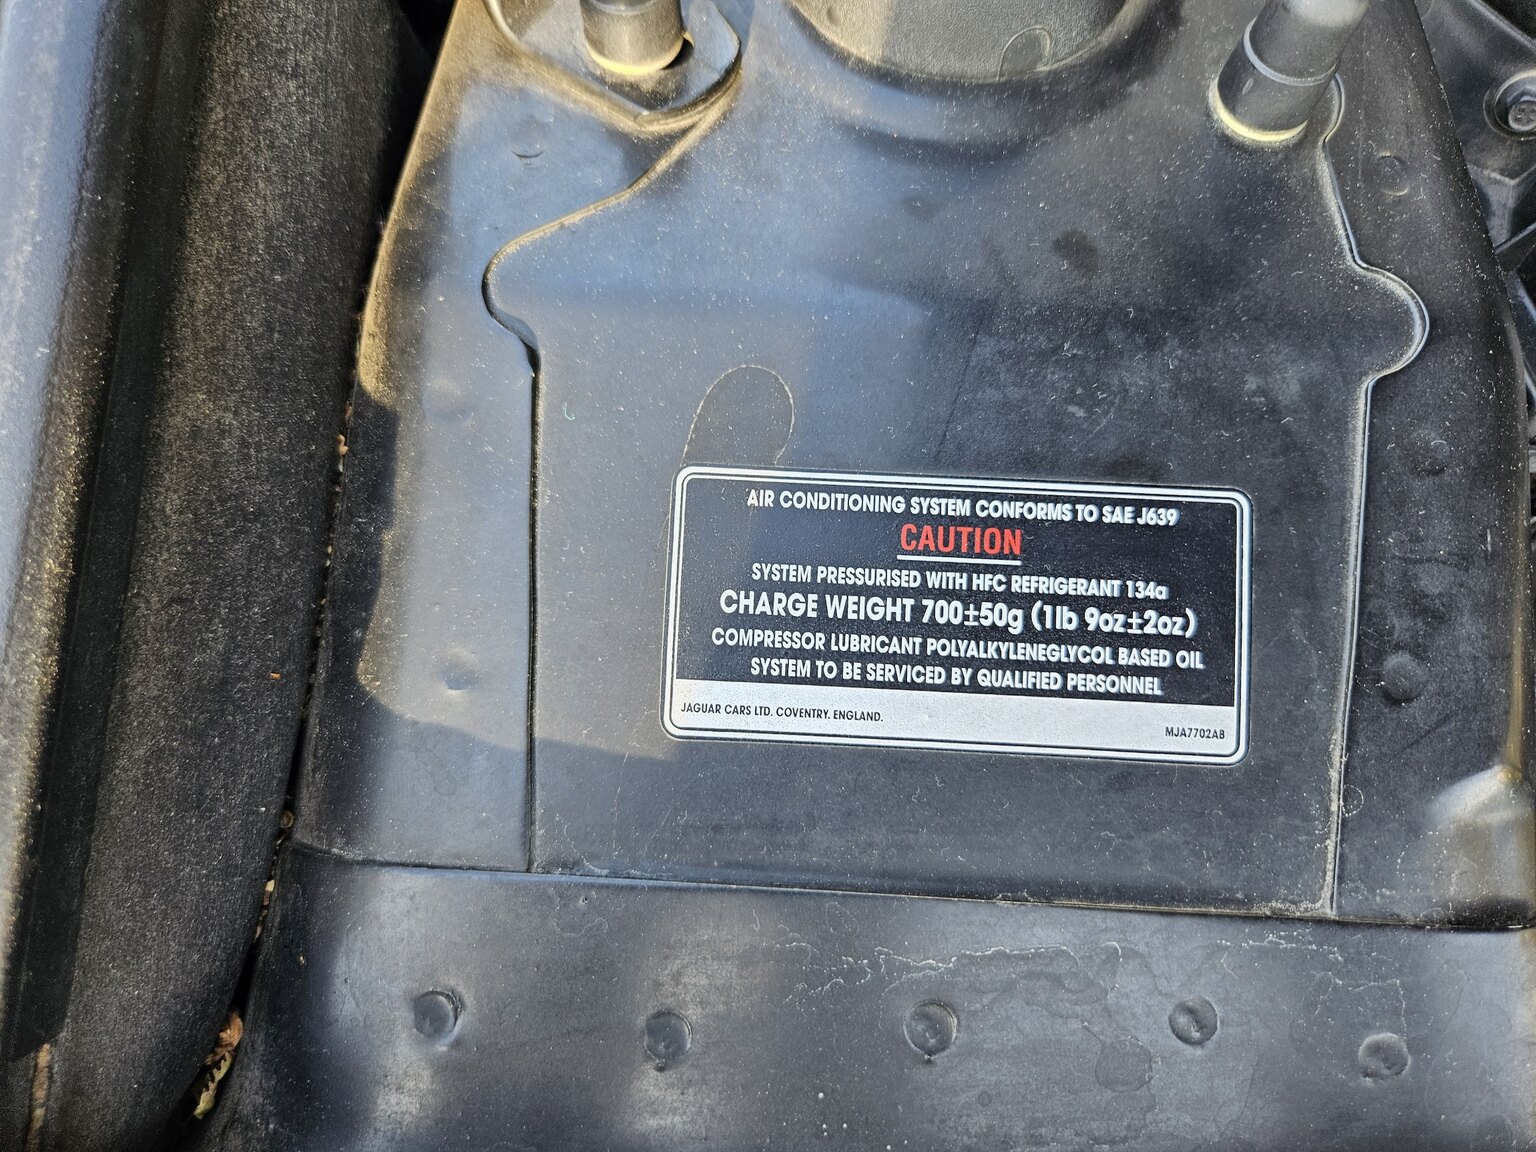 AIR CONDITIONING SYSTEM CONFORMS TO SAE J639
CAUTION
SYSTEM PRESSURISED WITH HFC REFRIGERANT 134a
CHARGE WEIGHT 700±50g (1lb 9oz±2oz)
COMPRESSOR LUBRICANT POLYALKYLENEGLYCOL BASED OIL
SYSTEM TO BE SERVICED BY QUALIFIED PERSONNEL
JAGUAR CARS LTD. COVENTRY. ENGLAND.
MJA7702AB